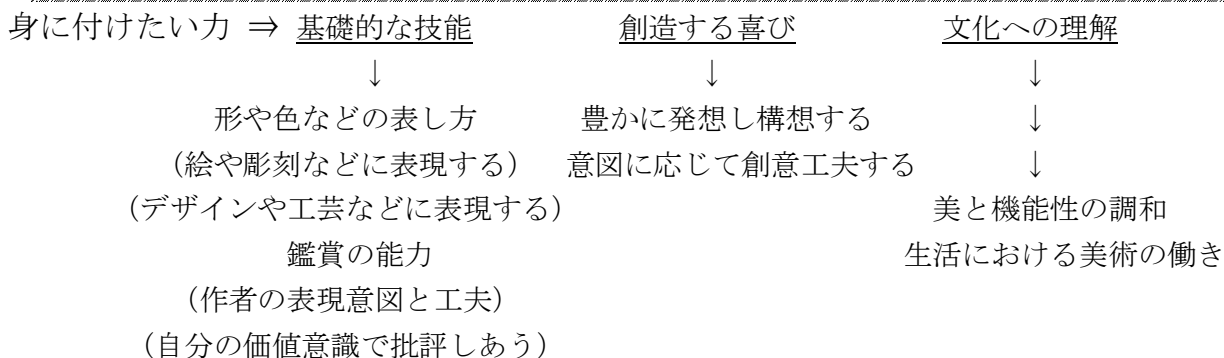 身に付けたい力 ⇒ 基礎的な技能 創造する喜び 文化への理解
↓ ↓ ↓
形や色などの表し方 豊かに発想し構想する ↓
(絵や彫刻などに表現する) 意図に応じて創意工夫する ↓
(デザインや工芸などに表現する) 美と機能性の調和
鑑賞の能力 生活における美術の働き
(作者の表現意図と工夫)
(自分の価値意識で批評しあう)